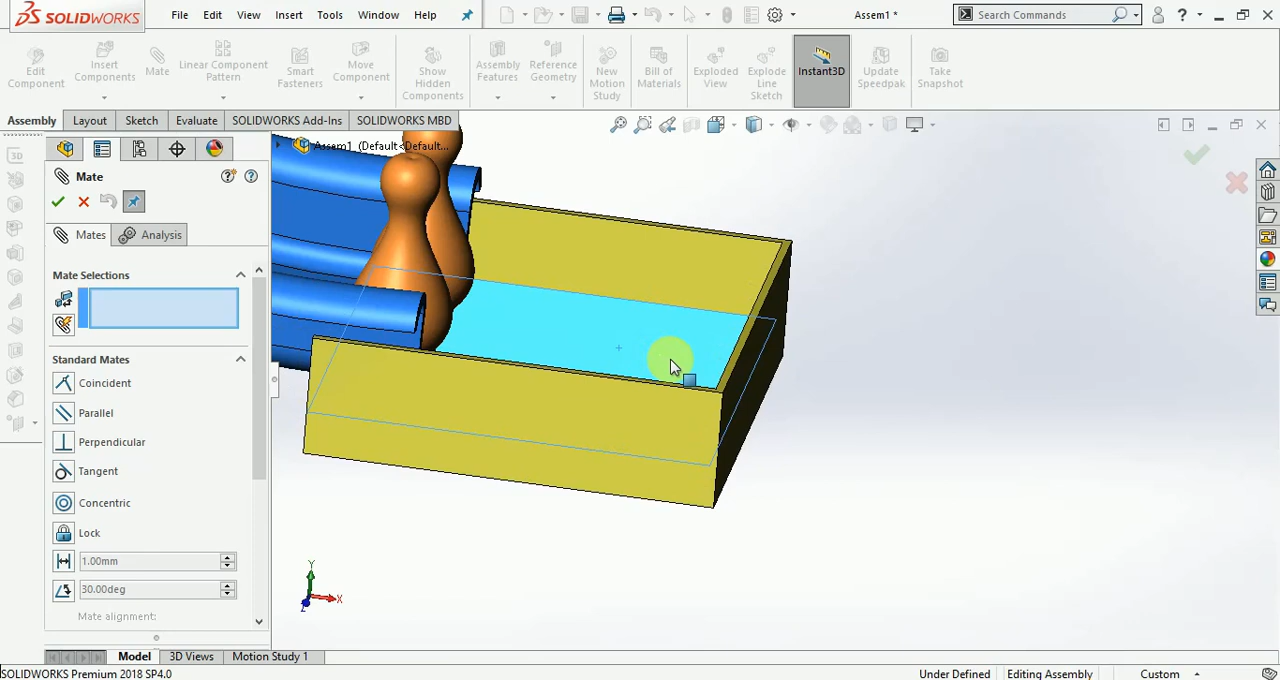 SOLIDWORKS File Edit View Insert Tools Window Help Assem1 * Search Commands ?
Edit Component
Insert Components
Mate
Linear Component Pattern
Smart Fasteners
Move Component
Show Hidden Components
Assembly Features
Reference Geometry
New Motion Study
Bill of Materials
Exploded View
Explode Line Sketch
Instant3D
Update Speedpak
Take Snapshot
Assembly Layout Sketch Evaluate SOLIDWORKS Add-Ins SOLIDWORKS MBD
Assem1 (Default<Default...
Mate
Mates Analysis
Mate Selections
Standard Mates
Coincident
Parallel
Perpendicular
Tangent
Concentric
Lock
1.00mm
30.00deg
Mate alignment:
Y
X
Z
Model 3D Views Motion Study 1
SOLIDWORKS Premium 2018 SP4.0 Under Defined Editing Assembly Custom